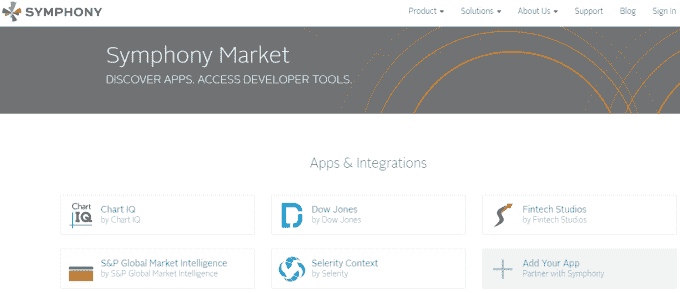 SYMPHONY
Product Solutions About Us Support Blog Sign In
Symphony Market
DISCOVER APPS. ACCESS DEVELOPER TOOLS.
Apps & Integrations
Chart IQ
Chart IQ
by Chart IQ
Dow Jones
by Dow Jones
Fintech Studios
by Fintech Studios
S&P Global Market Intelligence
by S&P Global Market Intelligence
Selerity Context
by Selerity
Add Your App
Partner with Symphony